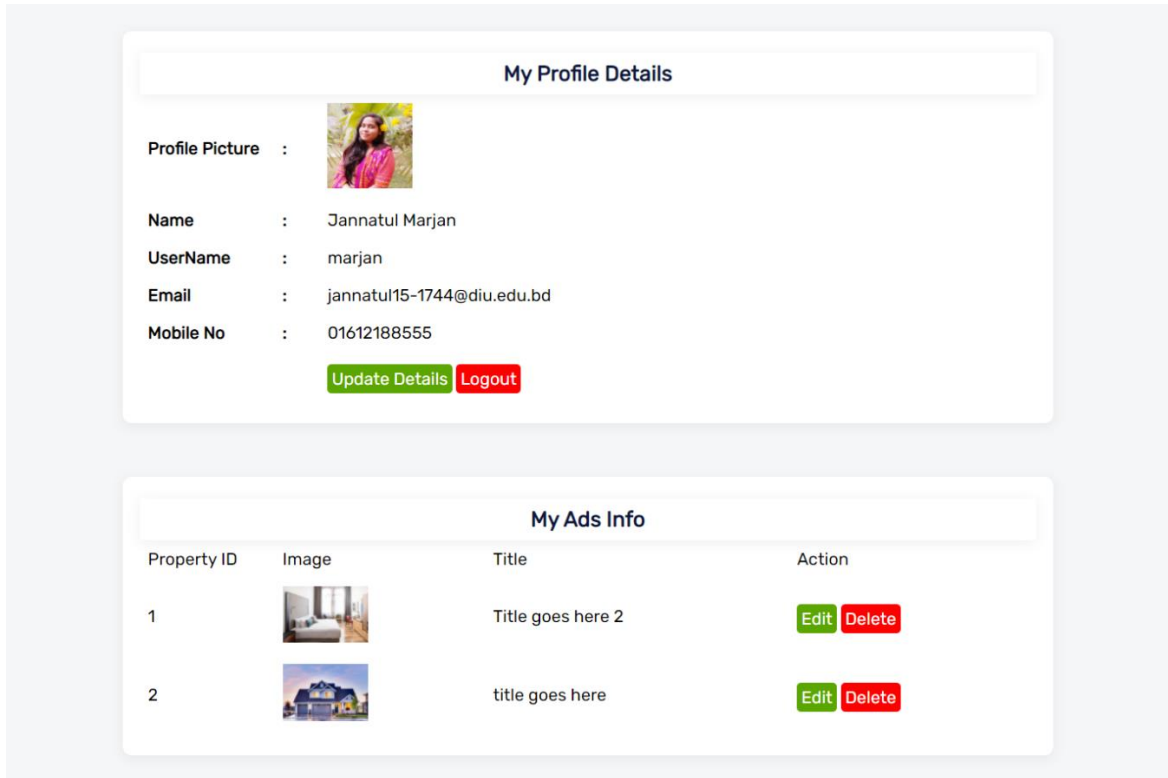 My Profile Details
Profile Picture :
Name : Jannatul Marjan
UserName : marjan
Email : jannatul15-1744@diu.edu.bd
Mobile No : 01612188555
Update Details Logout
My Ads Info
Property ID Image Title Action
1 Title goes here 2 Edit Delete
2 title goes here Edit Delete